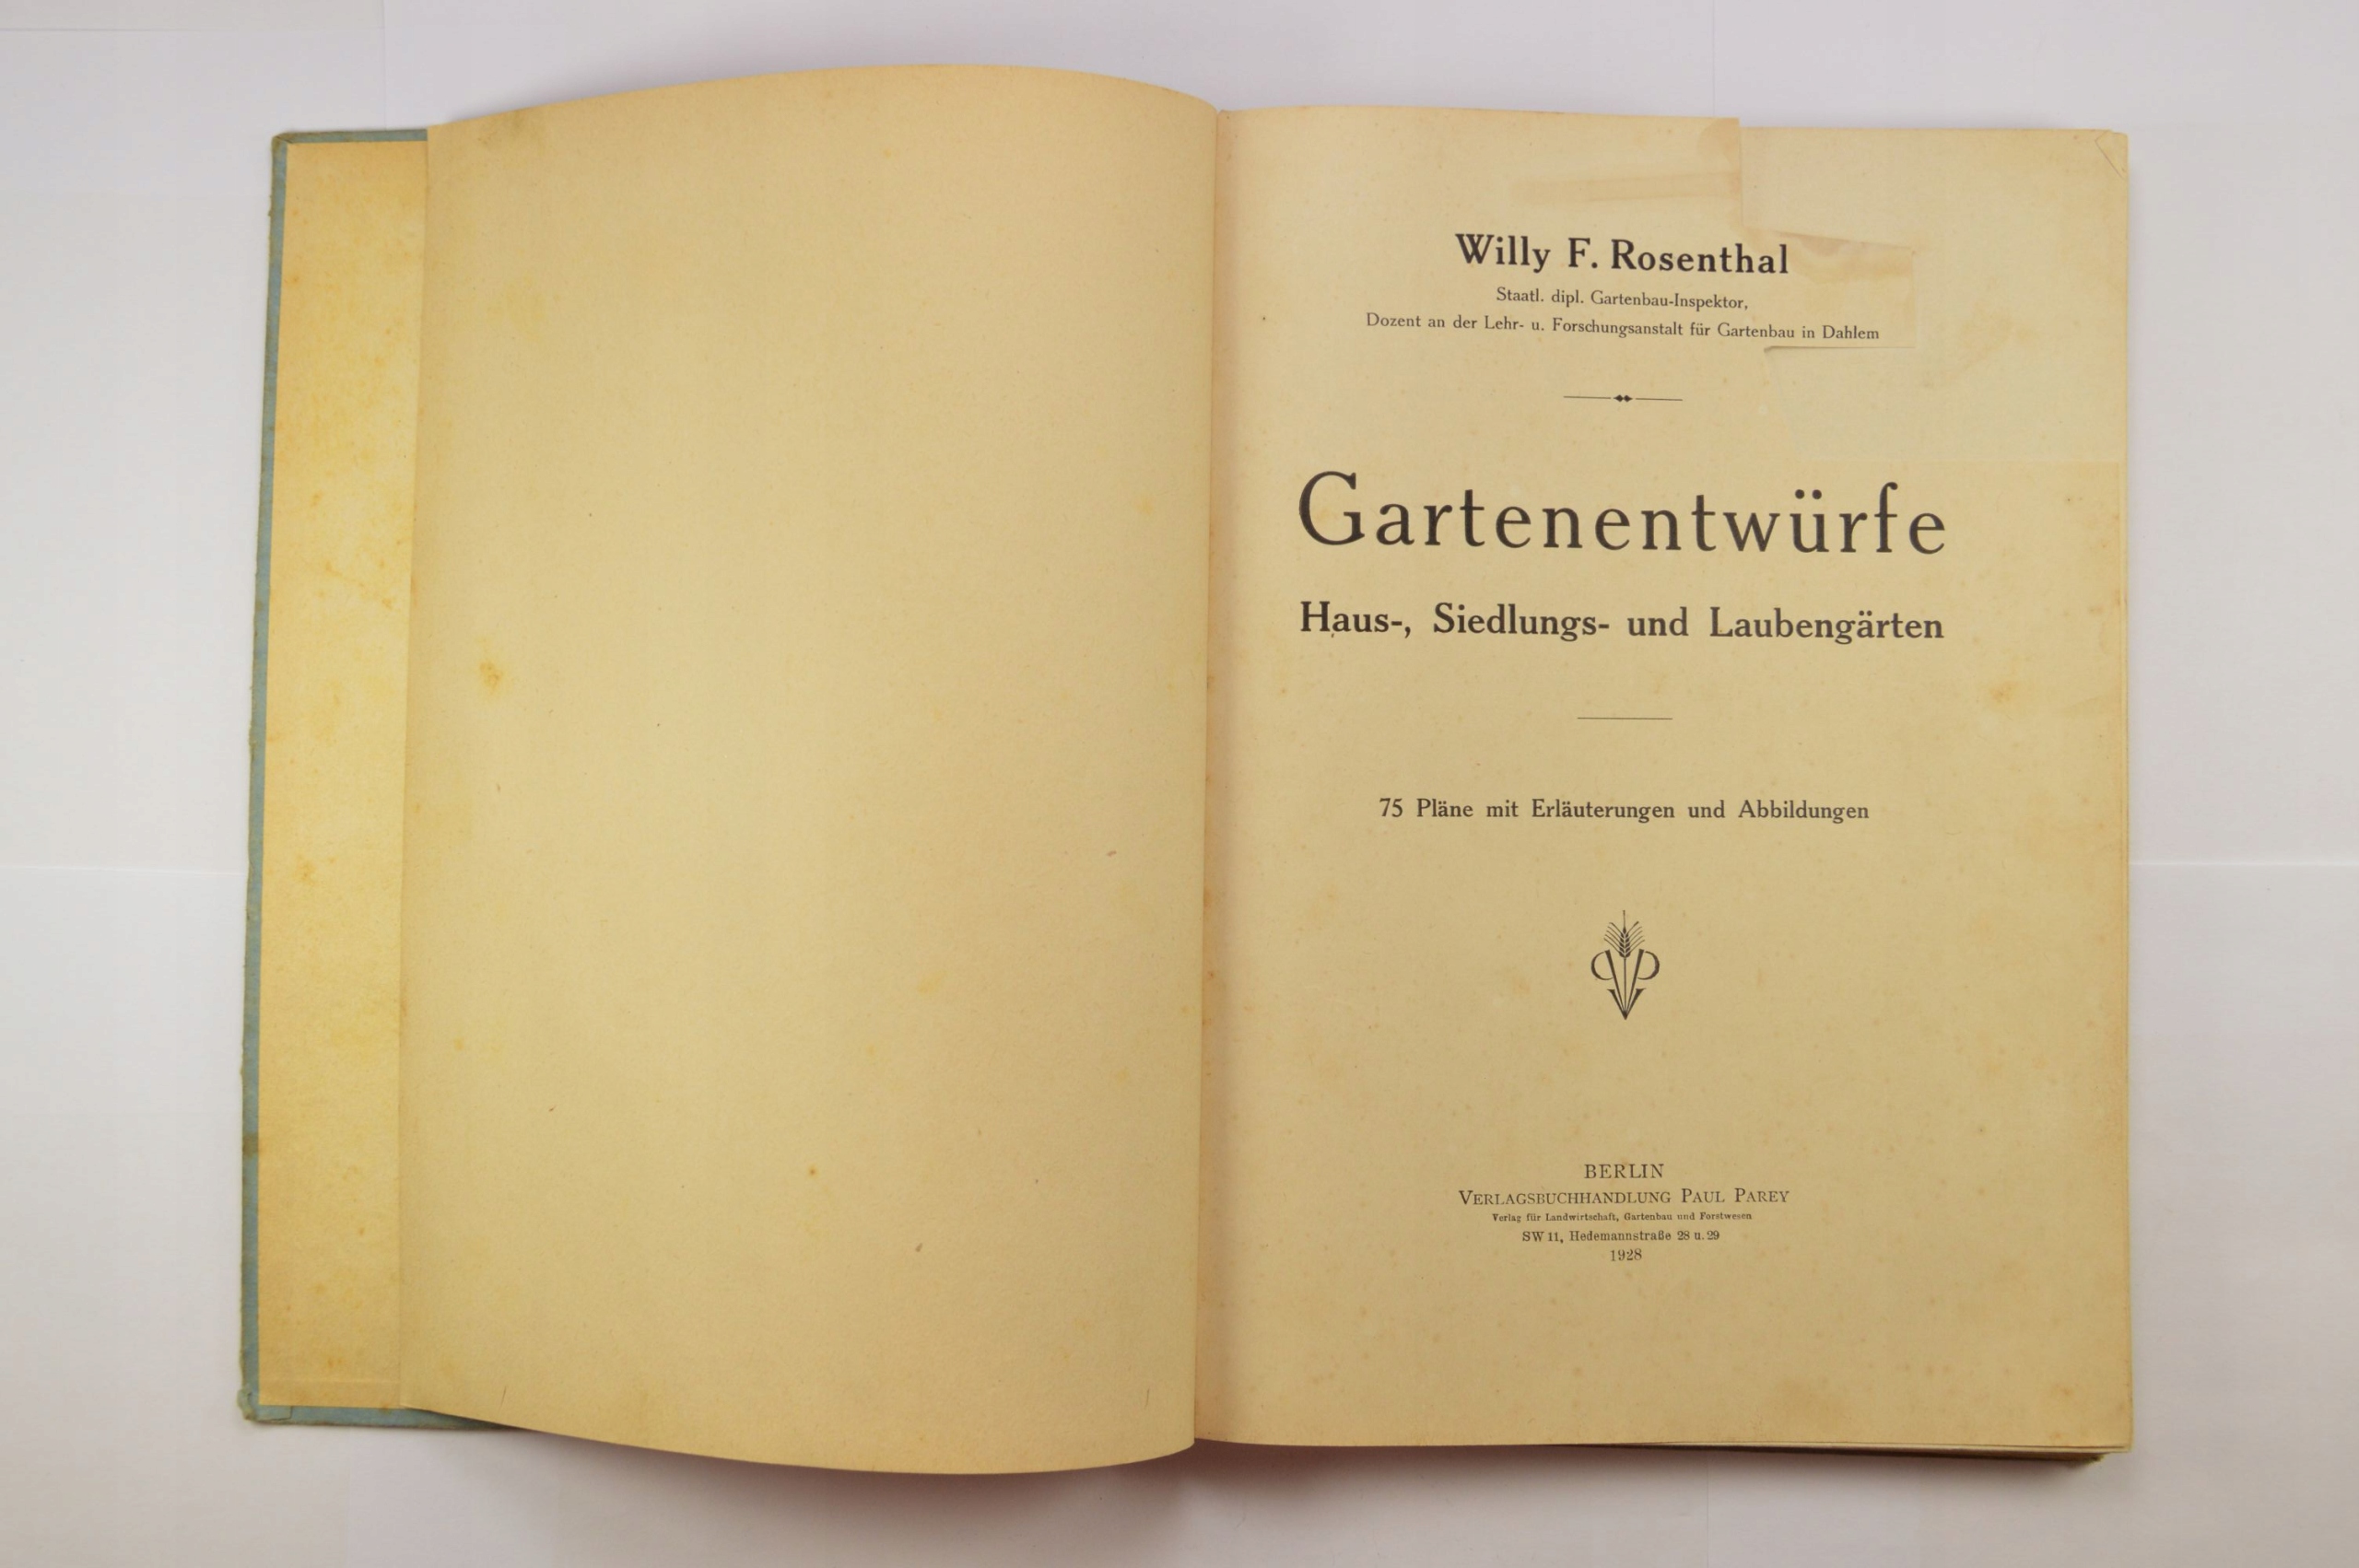 Willy F. Rosenthal
Staatl. dipl. Gartenbau-Inspektor,
Dozent an der Lehr- u. Forschungsanstalt für Gartenbau in Dahlem
Gartenentwürfe
Haus-, Siedlungs- und Laubengärten
75 Pläne mit Erläuterungen und Abbildungen
PP
BERLIN
VERLAGSBUCHHANDLUNG PAUL PAREY
Verlag für Landwirtschaft, Gartenbau und Forstwesen
SW 11, Hedemannstraße 28 u. 29
1928